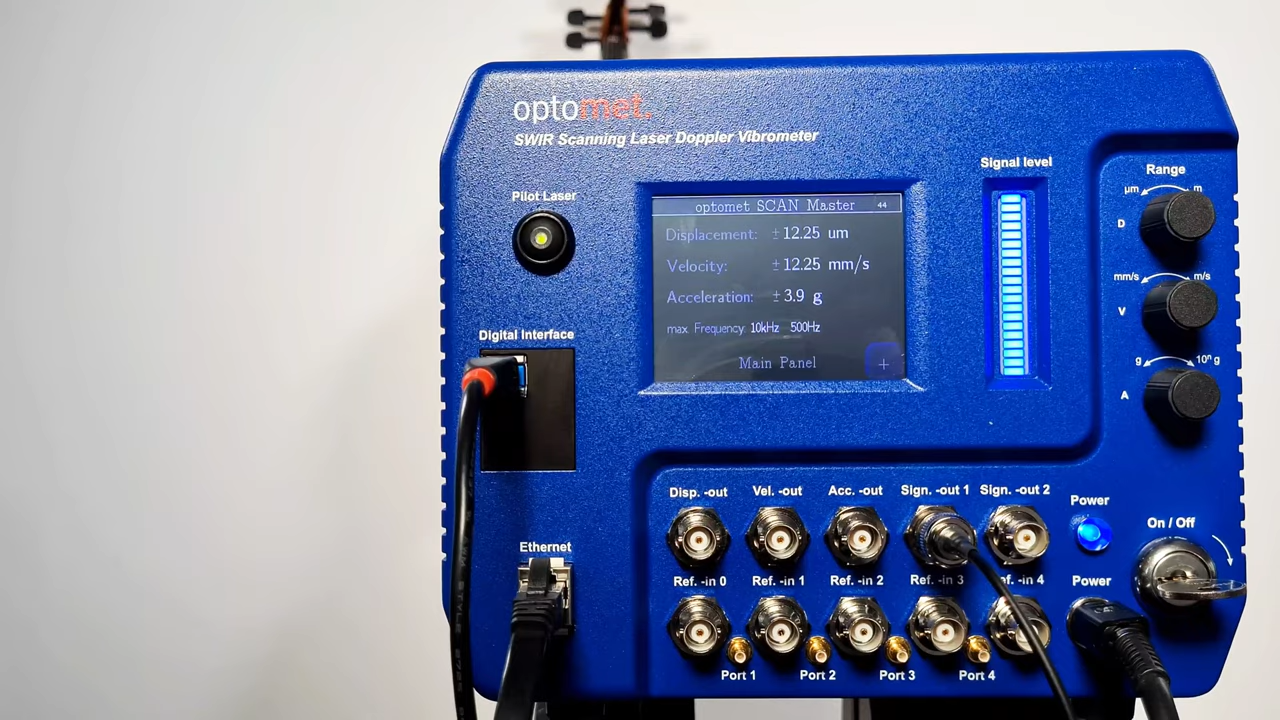 optomet.
SWIR Scanning Laser Doppler Vibrometer
Pilot Laser
Digital Interface
Ethernet
optomet SCAN Master 44
Displacement: ±12.25 um
Velocity: ±12.25 mm/s
Acceleration: ±3.9 g
max. Frequency: 10kHz 500Hz
Main Panel +
Signal level
Range
µm m
D
mm/s m/s
V
g 10ⁿ g
A
Disp. -out Vel. -out Acc. -out Sign. -out 1 Sign. -out 2
Ref. -in 0 Ref. -in 1 Ref. -in 2 Ref. -in 3 -in 4
Port 1 Port 2 Port 3 Port 4
Power
On / Off
Power